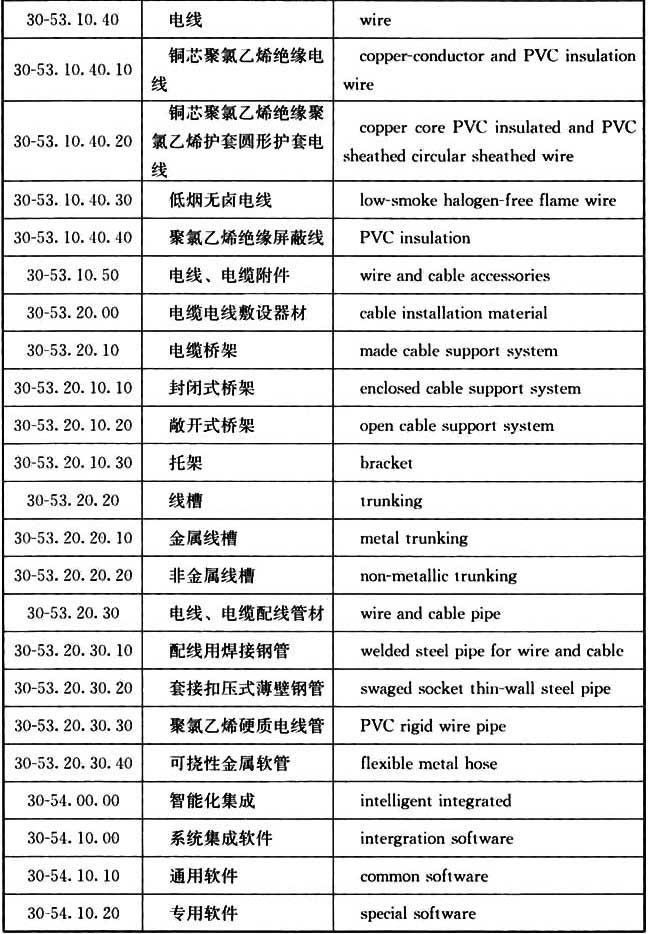 30-53.10.40 电线 wire
30-53.10.40.10 铜芯聚氯乙烯绝缘电线 copper-conductor and PVC insulation wire
30-53.10.40.20 铜芯聚氯乙烯绝缘聚氯乙烯护套圆形护套电线 copper core PVC insulated and PVC sheathed circular sheathed wire
30-53.10.40.30 低烟无卤电线 low-smoke halogen-free flame wire
30-53.10.40.40 聚氯乙烯绝缘屏蔽线 PVC insulation
30-53.10.50 电线、电缆附件 wire and cable accessories
30-53.20.00 电缆电线敷设器材 cable installation material
30-53.20.10 电缆桥架 made cable support system
30-53.20.10.10 封闭式桥架 enclosed cable support system
30-53.20.10.20 敞开式桥架 open cable support system
30-53.20.10.30 托架 bracket
30-53.20.20 线槽 trunking
30-53.20.20.10 金属线槽 metal trunking
30-53.20.20.20 非金属线槽 non-metallic trunking
30-53.20.30 电线、电缆配线管材 wire and cable pipe
30-53.20.30.10 配线用焊接钢管 welded steel pipe for wire and cable
30-53.20.30.20 套接扣压式薄壁钢管 swaged socket thin-wall steel pipe
30-53.20.30.30 聚氯乙烯硬质电线管 PVC rigid wire pipe
30-53.20.30.40 可挠性金属软管 flexible metal hose
30-54.00.00 智能化集成 intelligent integrated
30-54.10.00 系统集成软件 intergration software
30-54.10.10 通用软件 common software
30-54.10.20 专用软件 special software